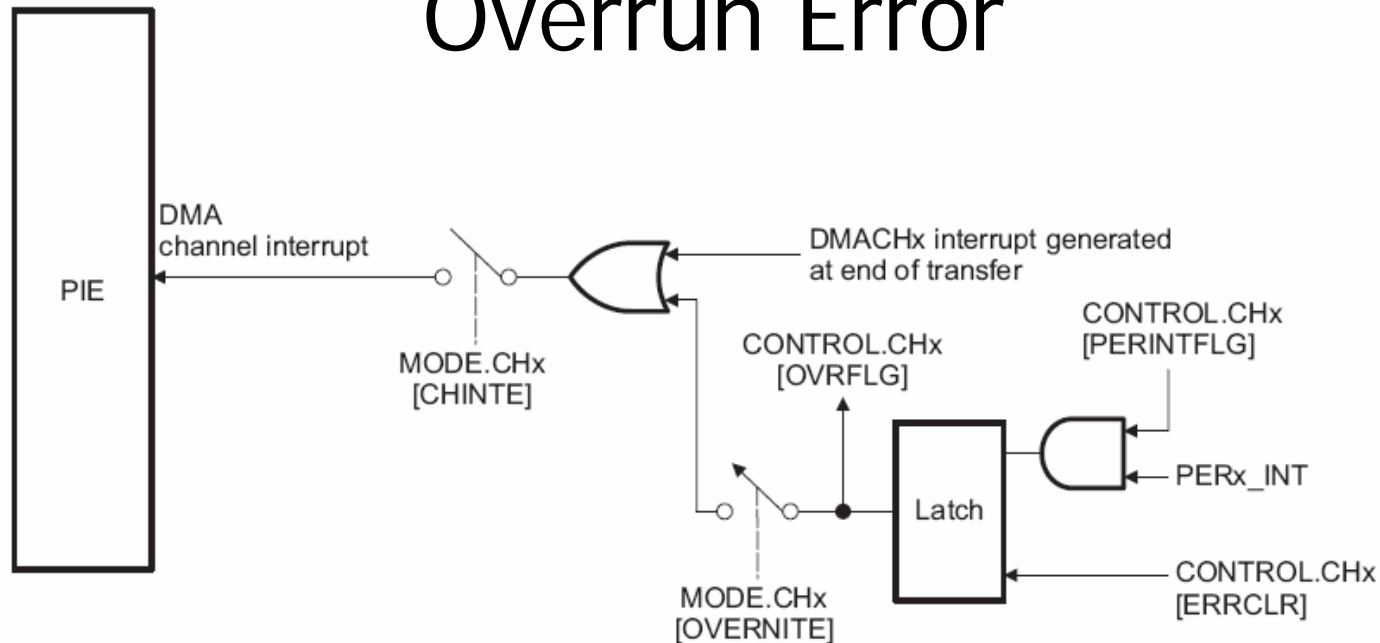 Overrun Error
DMA
channel interrupt
PIE
DMACHx interrupt generated
at end of transfer
MODE.CHx
[CHINTE]
CONTROL.CHx
[OVRFLG]
CONTROL.CHx
[PERINTFLG]
PERx_INT
Latch
CONTROL.CHx
[ERRCLR]
MODE.CHx
[OVERNITE]